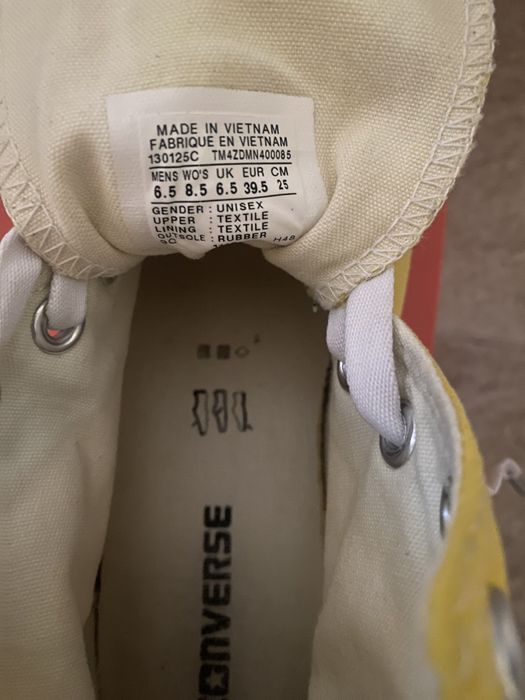 MADE IN VIETNAM
FABRIQUE EN VIETNAM
130125C TM4ZDMN400085
MENS WO'S UK EUR CM
6.5 8.5 6.5 39.5 25
GENDER : UNISEX
UPPER : TEXTILE
LINING : TEXTILE
OUTSOLE : RUBBER
H48
CONVERSE